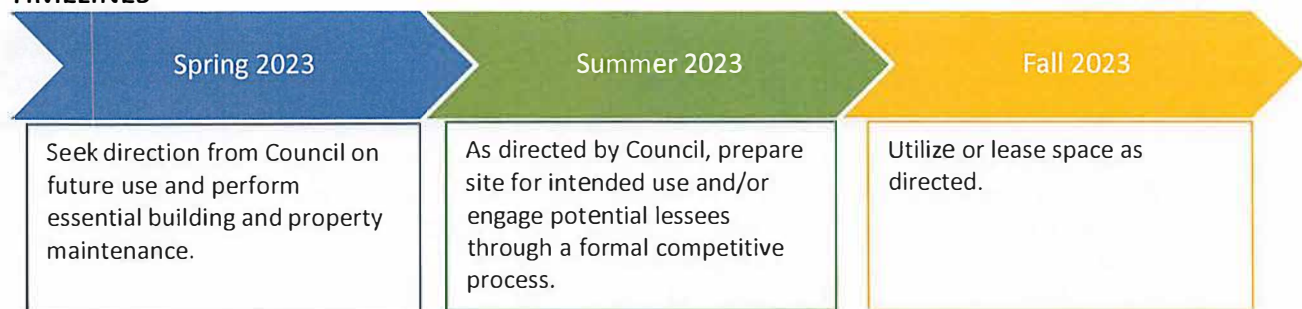 TIMELINES
Spring 2023
Summer 2023
Fall 2023
Seek direction from Council on
future use and perform
essential building and property
maintenance.
As directed by Council, prepare
site for intended use and/or
engage potential lessees
through a formal competitive
process.
Utilize or lease space as
directed.